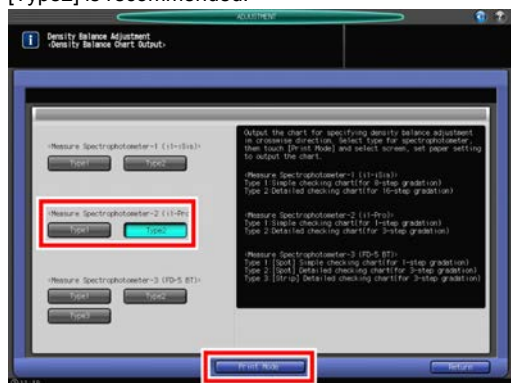 [Type2] is recommended.
ADJUSTMENT
Density Balance Adjustment
<Density Balance Chart Output>
<Measure Spectrophotometer-1 (i1-iSis)>
Type1 Type2
<Measure Spectrophotometer-2 (i1-Pro
Type1 Type2
<Measure Spectrophotometer-3 (FD-5 BT)>
Type1 Type2
Type3
Output the chart for specifying density balance adjustment
in crosswise direction. Select type for spectrophotometer,
then touch [Print Mode] and select screen, set paper setting
to output the chart.
<Measure Spectrophotometer-1 (i1-iSis)>
Type 1 Simple checking chart(for 8-step gradation)
Type 2 Detailed checking chart(for 16-step gradation)
<Measure Spectrophotometer-2 (i1-Pro)>
Type 1 Simple checking chart(for 1-step gradation)
Type 2 Detailed checking chart(for 3-step gradation)
<Measure Spectrophotometer-3 (FD-5 BT)>
Type 1 [Spot] Simple checking chart(for 1-step gradation)
Type 2 [Spot] Detailed checking chart(for 3-step gradation)
Type 3 [Strip] Detailed checking chart(for 3-step gradation)
Print Mode
Return